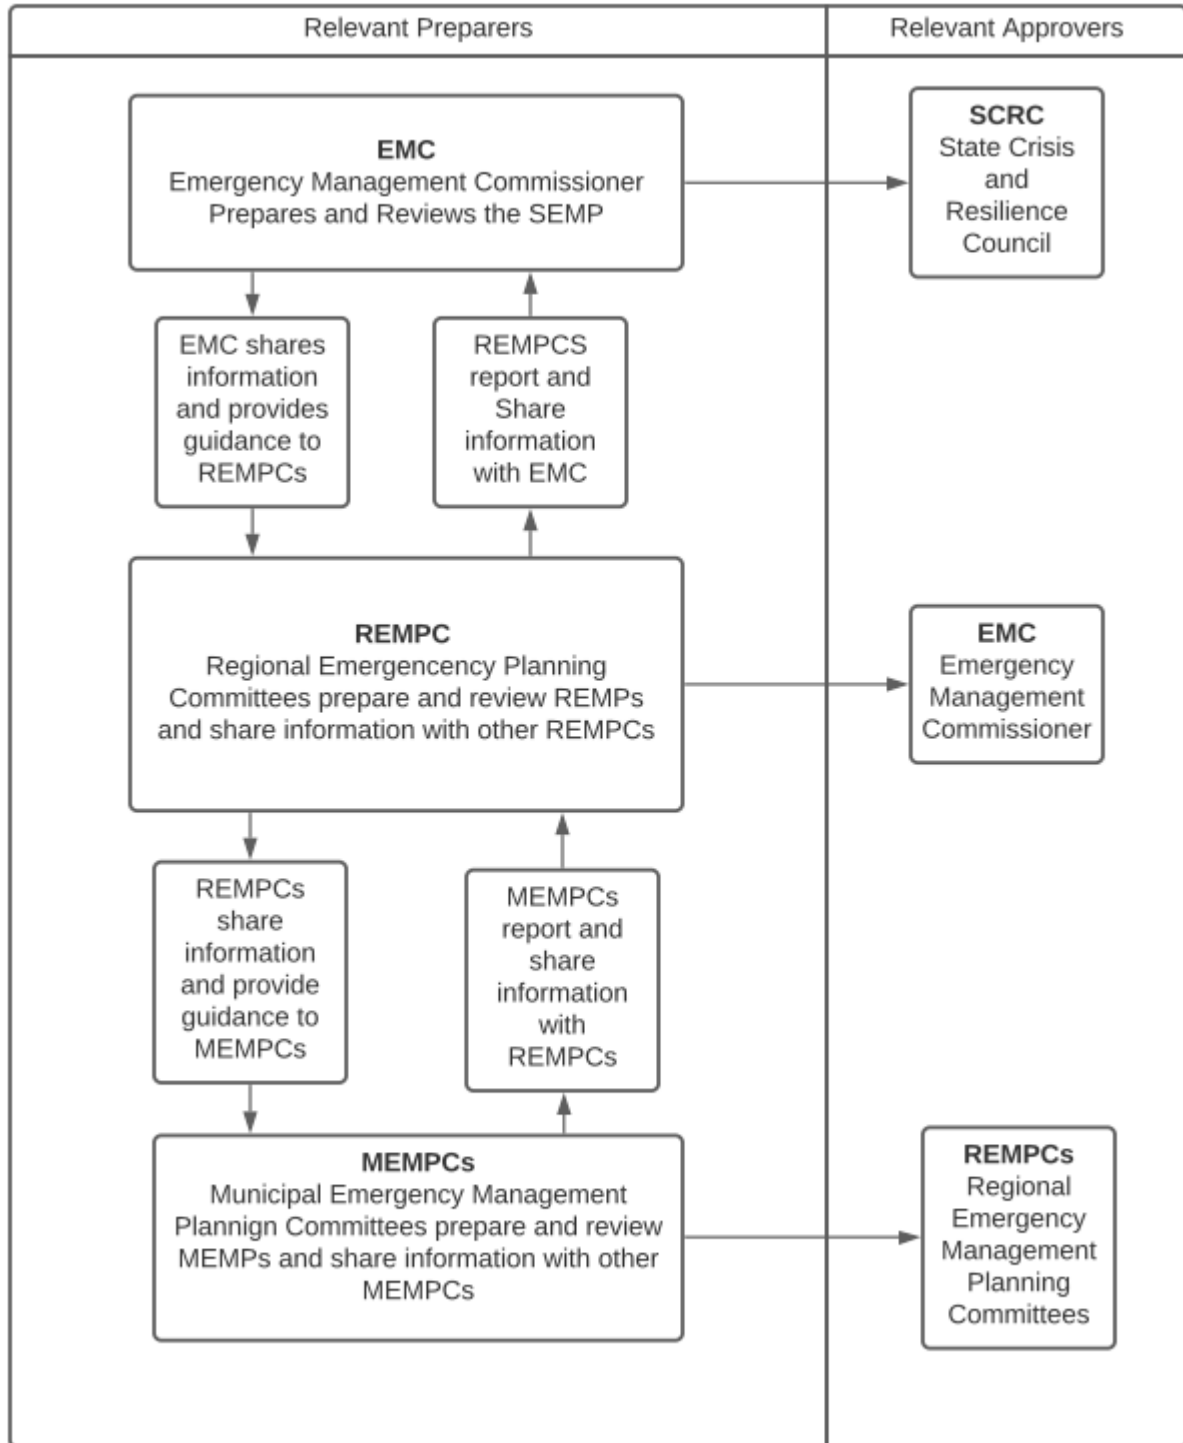 Relevant Preparers
Relevant Approvers
EMC
Emergency Management Commissioner
Prepares and Reviews the SEMP
SCRC
State Crisis
and
Resilience
Council
EMC shares
information
and provides
guidance to
REMPCs
REMPCS
report and
Share
information
with EMC
REMPC
Regional Emergencency Planning
Committees prepare and review REMPs
and share information with other REMPCs
EMC
Emergency
Management
Commissioner
REMPCs
share
information
and provide
guidance to
MEMPCs
MEMPCs
report and
share
information
with
REMPCs
MEMPCs
Municipal Emergency Management
Plannign Committees prepare and review
MEMPs and share information with other
MEMPCs
REMPCs
Regional
Emergency
Management
Planning
Committees